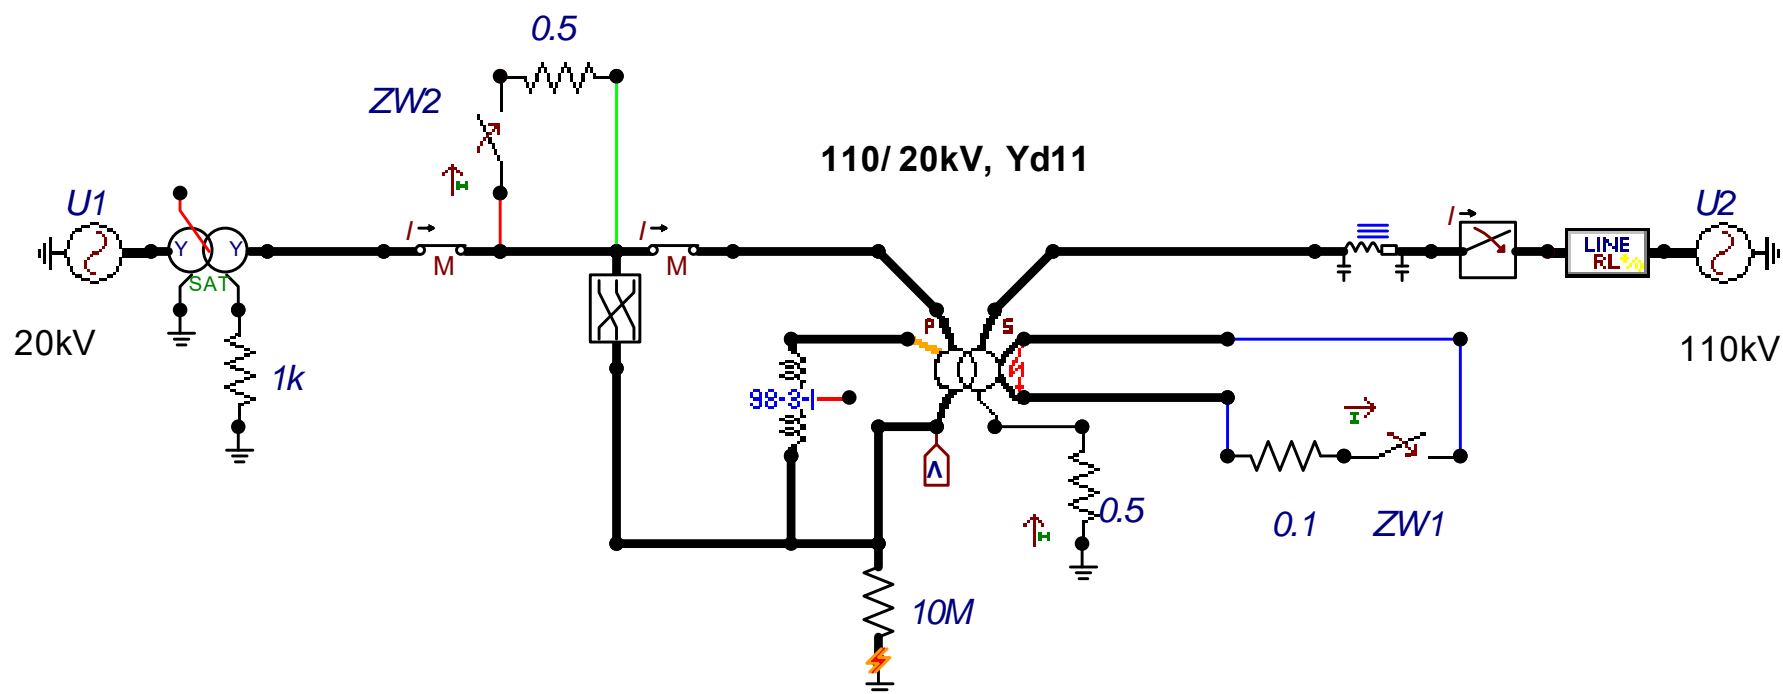 0.5
ZW2
110/20kV, Yd11
U1
I
I
I
U2
Y
Y
M
M
LINE
RL
SAT
20kV
P
S
110kV
1k
98-3-I
I
Λ
0.5
0.1
ZW1
10M